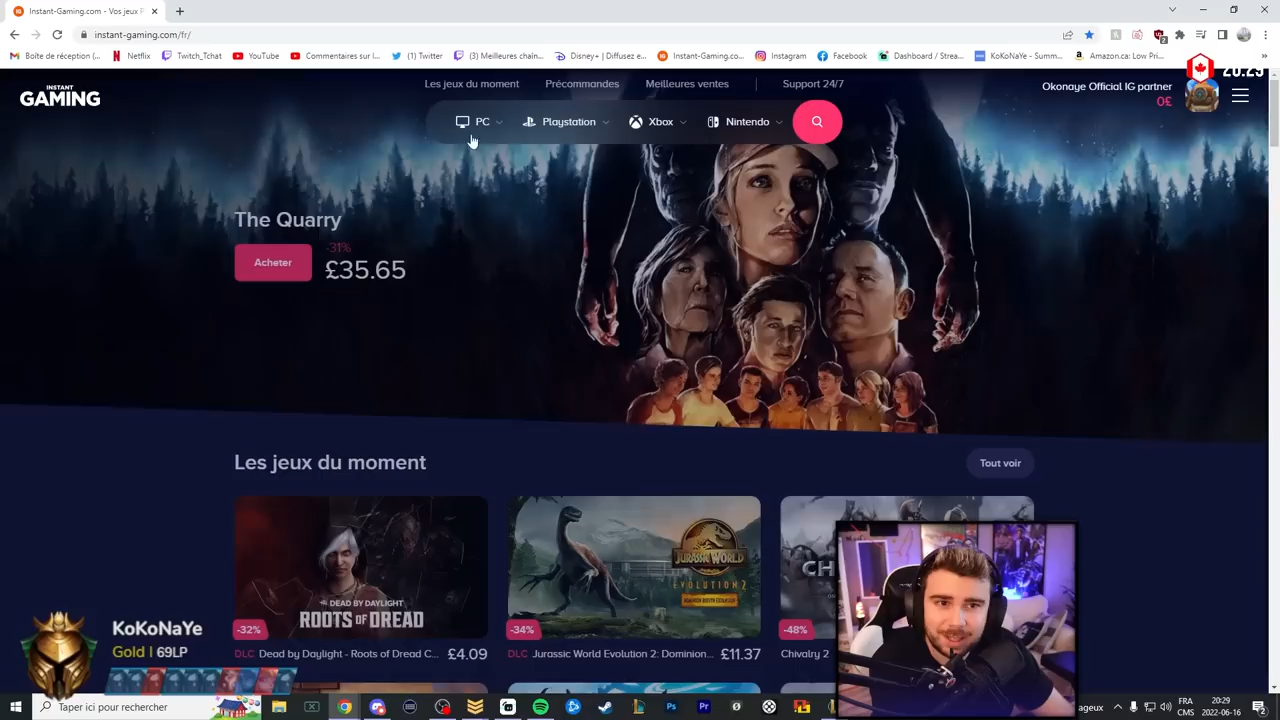 Instant-Gaming.com - Vos jeux P
instant-gaming.com/fr/
Boîte de réception (...
Netflix
Twitch_Tchat
YouTube
Commentaires sur l...
(1) Twitter
(3) Meilleures chaîn...
Disney+ | Diffusez e...
Instant-Gaming.co...
Instagram
Facebook
Dashboard / Strea...
KoKoNaYe - Summ...
Amazon.ca: Low Pri...
INSTANT
GAMING
Les jeux du moment
Précommandes
Meilleures ventes
Support 24/7
Okonaye Official IG partner
0£
PC
Playstation
Xbox
Nintendo
The Quarry
Acheter
-31%
£35.65
Les jeux du moment
Tout voir
DEAD BY DAYLIGHT
ROOTS OF DREAD
JURASSIC WORLD
EVOLUTION 2
CH
-32%
-34%
-48%
DLC Dead by Daylight - Roots of Dread C...
£4.09
DLC Jurassic World Evolution 2: Dominion...
£11.37
Chivalry 2
KoKoNaYe
Gold I 69LP
Taper ici pour rechercher
ageux
FRA
CMS
20:29
2022-06-16